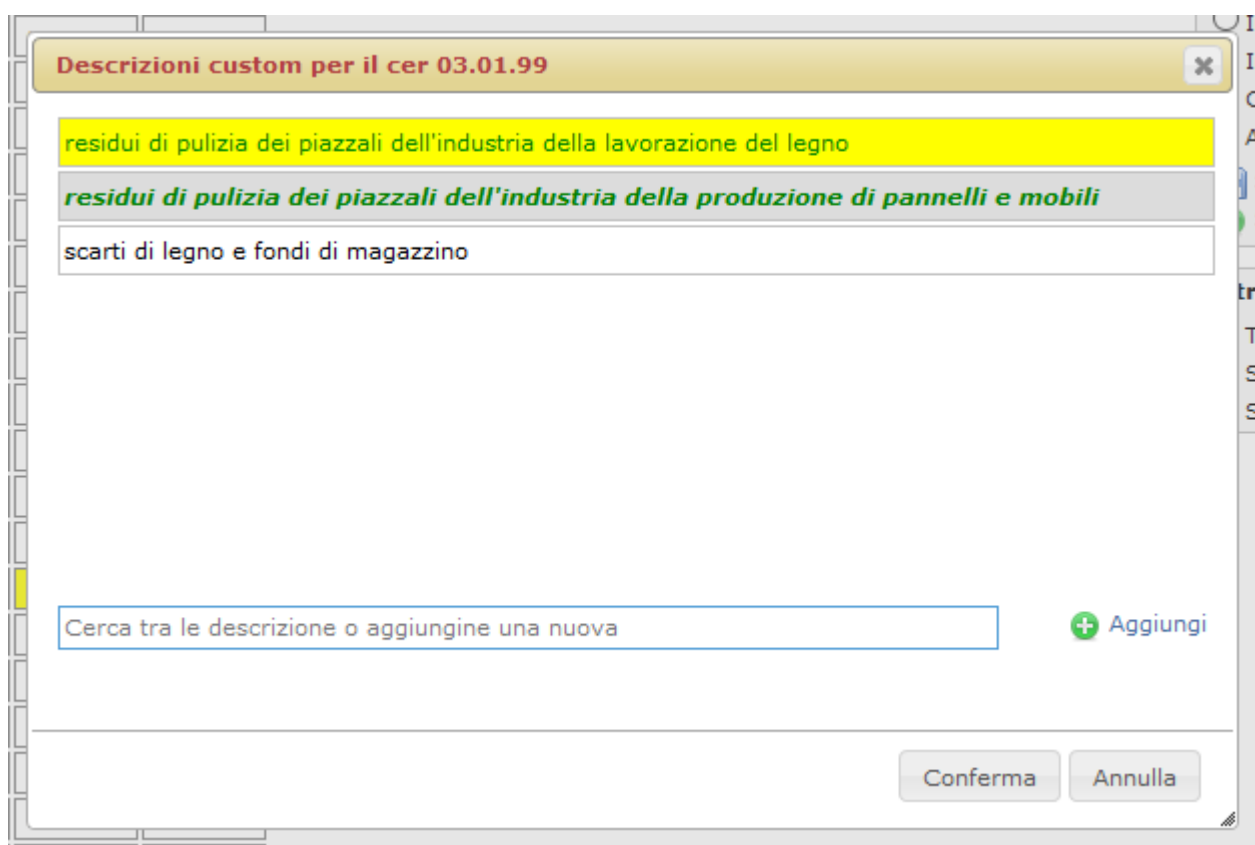 Descrizioni custom per il cer 03.01.99
residui di pulizia dei piazzali dell'industria della lavorazione del legno
residui di pulizia dei piazzali dell'industria della produzione di pannelli e mobili
scarti di legno e fondi di magazzino
Cerca tra le descrizione o aggiungine una nuova
Aggiungi
Conferma
Annulla